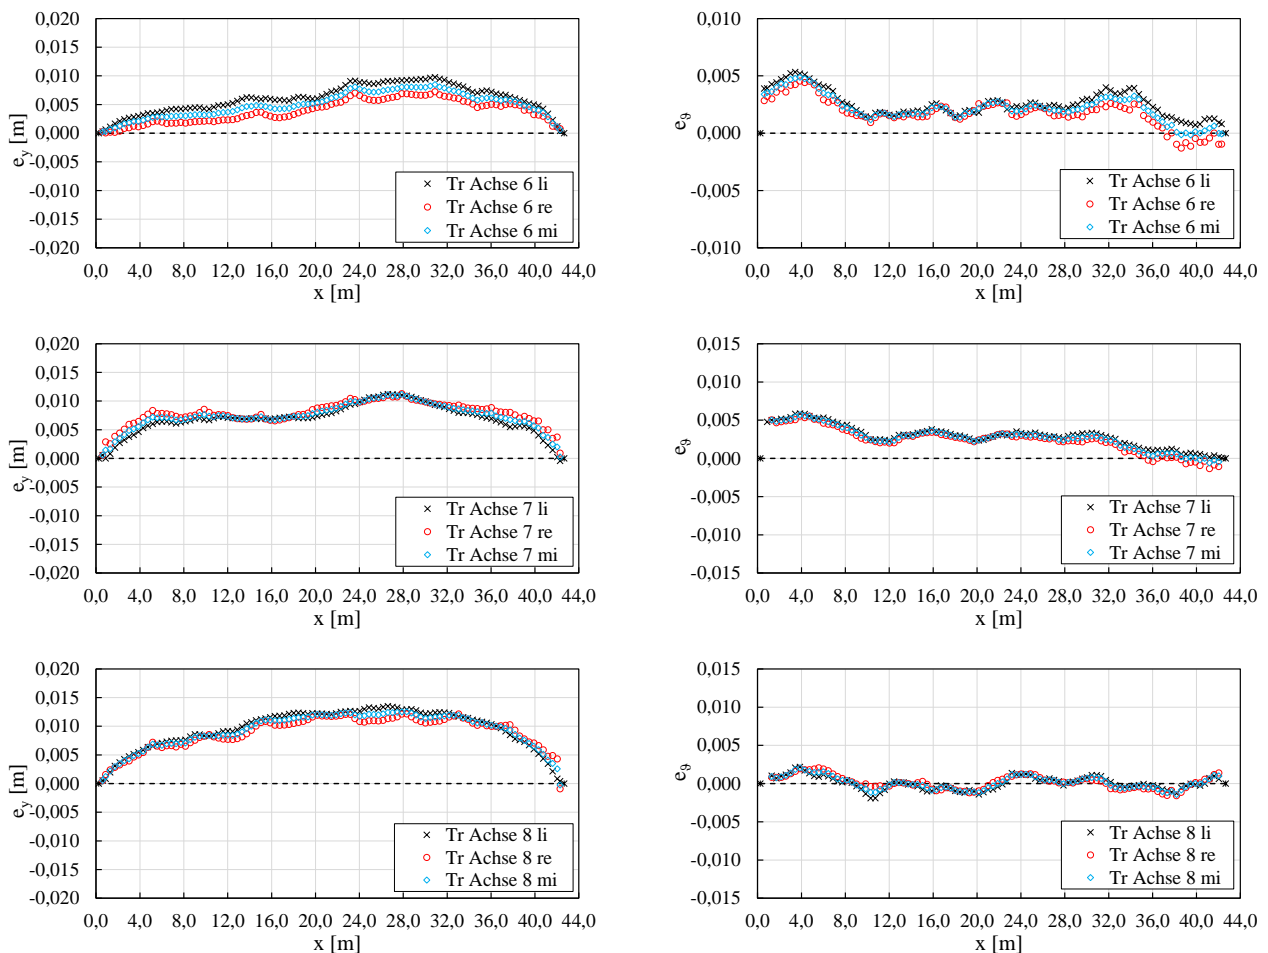 0,020
0,015
0,010
0,005
0,000
-0,005
-0,010
-0,015
-0,020
e_y [m]
0,0 4,0 8,0 12,0 16,0 20,0 24,0 28,0 32,0 36,0 40,0 44,0
x [m]
Tr Achse 6 li
Tr Achse 6 re
Tr Achse 6 mi
0,010
0,005
0,000
-0,005
-0,010
e_ϑ
0,0 4,0 8,0 12,0 16,0 20,0 24,0 28,0 32,0 36,0 40,0 44,0
x [m]
Tr Achse 6 li
Tr Achse 6 re
Tr Achse 6 mi
0,020
0,015
0,010
0,005
0,000
-0,005
-0,010
-0,015
-0,020
e_y [m]
0,0 4,0 8,0 12,0 16,0 20,0 24,0 28,0 32,0 36,0 40,0 44,0
x [m]
Tr Achse 7 li
Tr Achse 7 re
Tr Achse 7 mi
0,015
0,010
0,005
0,000
-0,005
-0,010
-0,015
e_ϑ
0,0 4,0 8,0 12,0 16,0 20,0 24,0 28,0 32,0 36,0 40,0 44,0
x [m]
Tr Achse 7 li
Tr Achse 7 re
Tr Achse 7 mi
0,020
0,015
0,010
0,005
0,000
-0,005
-0,010
-0,015
-0,020
e_y [m]
0,0 4,0 8,0 12,0 16,0 20,0 24,0 28,0 32,0 36,0 40,0 44,0
x [m]
Tr Achse 8 li
Tr Achse 8 re
Tr Achse 8 mi
0,015
0,010
0,005
0,000
-0,005
-0,010
-0,015
e_ϑ
0,0 4,0 8,0 12,0 16,0 20,0 24,0 28,0 32,0 36,0 40,0 44,0
x [m]
Tr Achse 8 li
Tr Achse 8 re
Tr Achse 8 mi